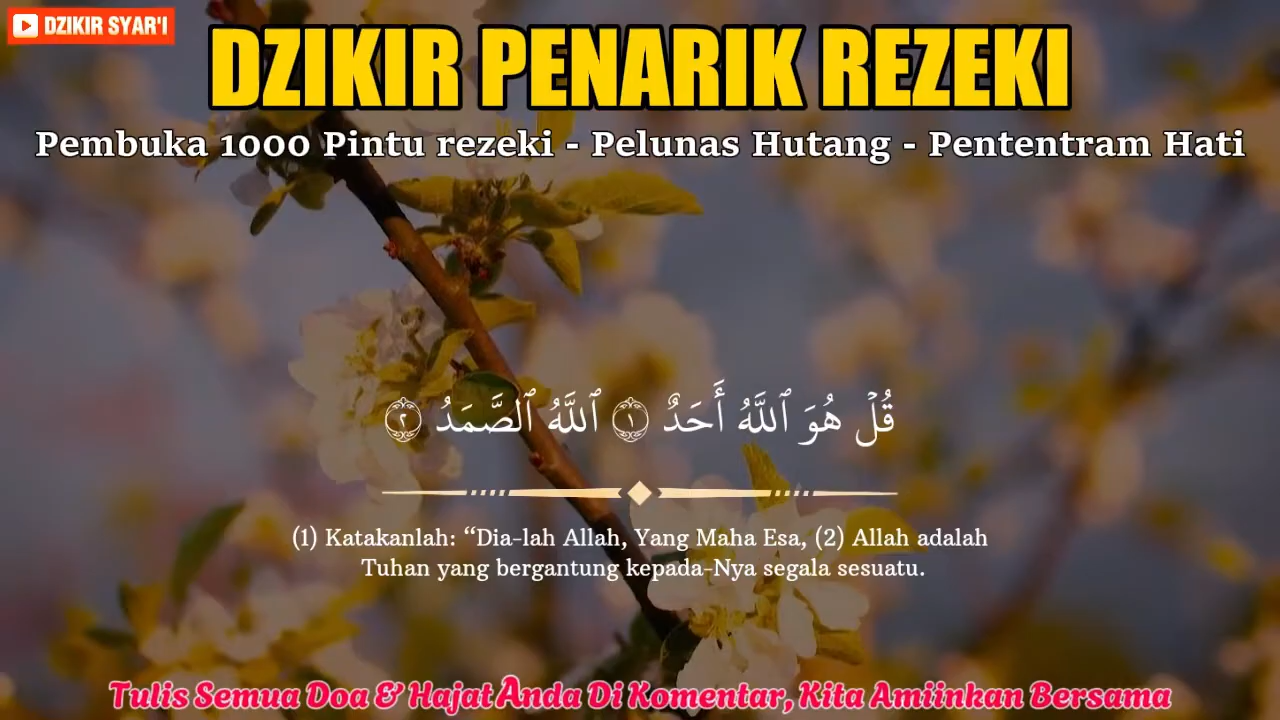 DZIKIR SYAR'I
DZIKIR PENARIK REZEKI
Pembuka 1000 Pintu rezeki - Pelunas Hutang - Pententram Hati
قُلۡ هُوَ ٱللَّهُ أَحَدٌ ١ ٱللَّهُ ٱلصَّمَدُ ٢
(1) Katakanlah: “Dia-lah Allah, Yang Maha Esa, (2) Allah adalah
Tuhan yang bergantung kepada-Nya segala sesuatu.
Tulis Semua Doa & Hajat Anda Di Komentar, Kita Amiinkan Bersama